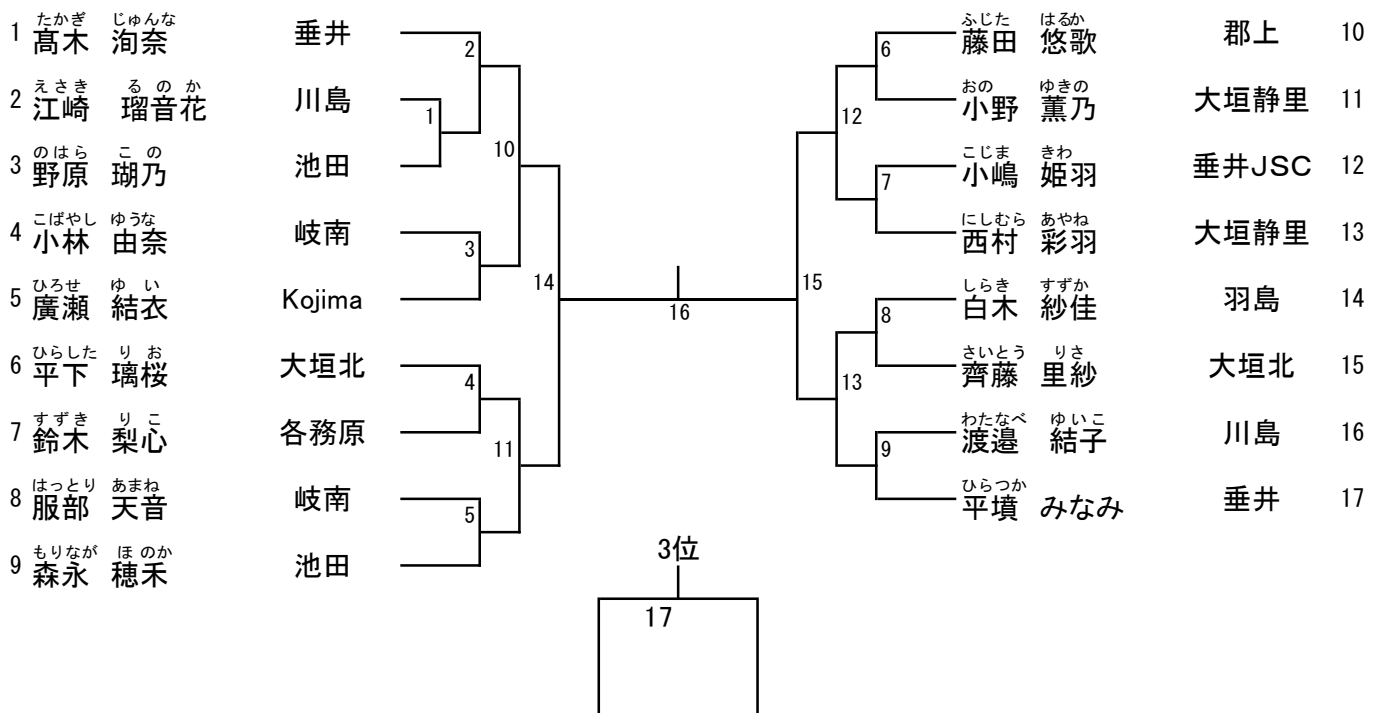 たかぎ じゅんな
1 髙木 洵奈 垂井
えさき るのか
2 江崎 瑠音花 川島
のはら この
3 野原 瑚乃 池田
こばやし ゆうな
4 小林 由奈 岐南
ひろせ ゆい
5 廣瀬 結衣 Kojima
ひらした りお
6 平下 璃桜 大垣北
すずき りこ
7 鈴木 梨心 各務原
はっとり あまね
8 服部 天音 岐南
もりなが ほのか
9 森永 穂禾 池田
2
1
10
3
14
4
11
5
16
3位
17
6
12
7
15
8
13
9
ふじた はるか
藤田 悠歌 郡上 10
おの ゆきの
小野 薫乃 大垣静里 11
こじま きわ
小嶋 姫羽 垂井JSC 12
にしむら あやね
西村 彩羽 大垣静里 13
しらき すずか
白木 紗佳 羽島 14
さいとう りさ
齊藤 里紗 大垣北 15
わたなべ ゆいこ
渡邉 結子 川島 16
ひらつか
平墳 みなみ 垂井 17